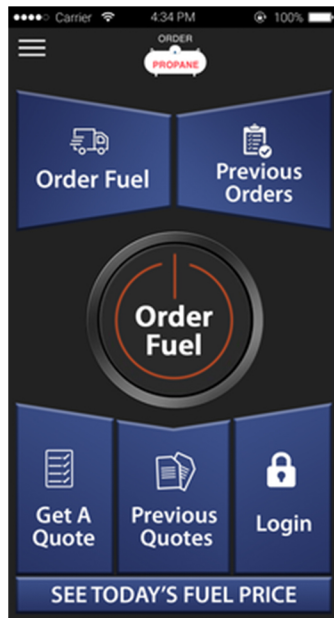 Carrier 4:34 PM 100%
ORDER
PROPANE
Order Fuel
Previous
Orders
Order
Fuel
Get A
Quote
Previous
Quotes
Login
SEE TODAY'S FUEL PRICE